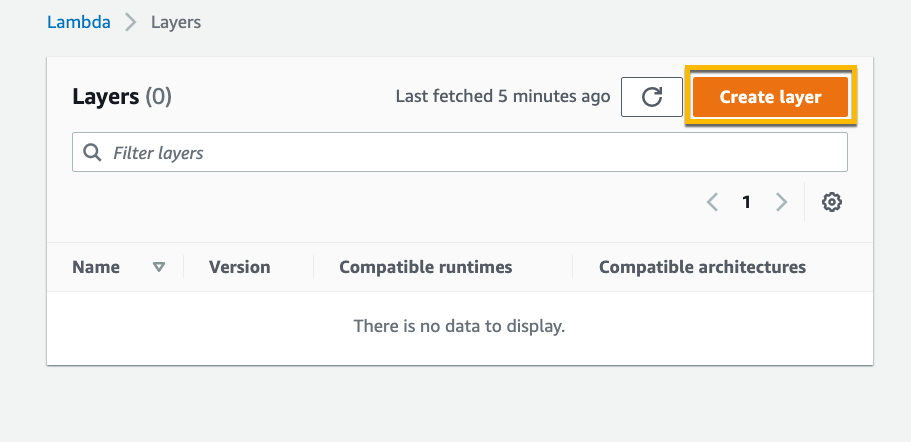 Lambda Layers
Layers (0) Last fetched 5 minutes ago Create layer
Filter layers
1
Name Version Compatible runtimes Compatible architectures
There is no data to display.